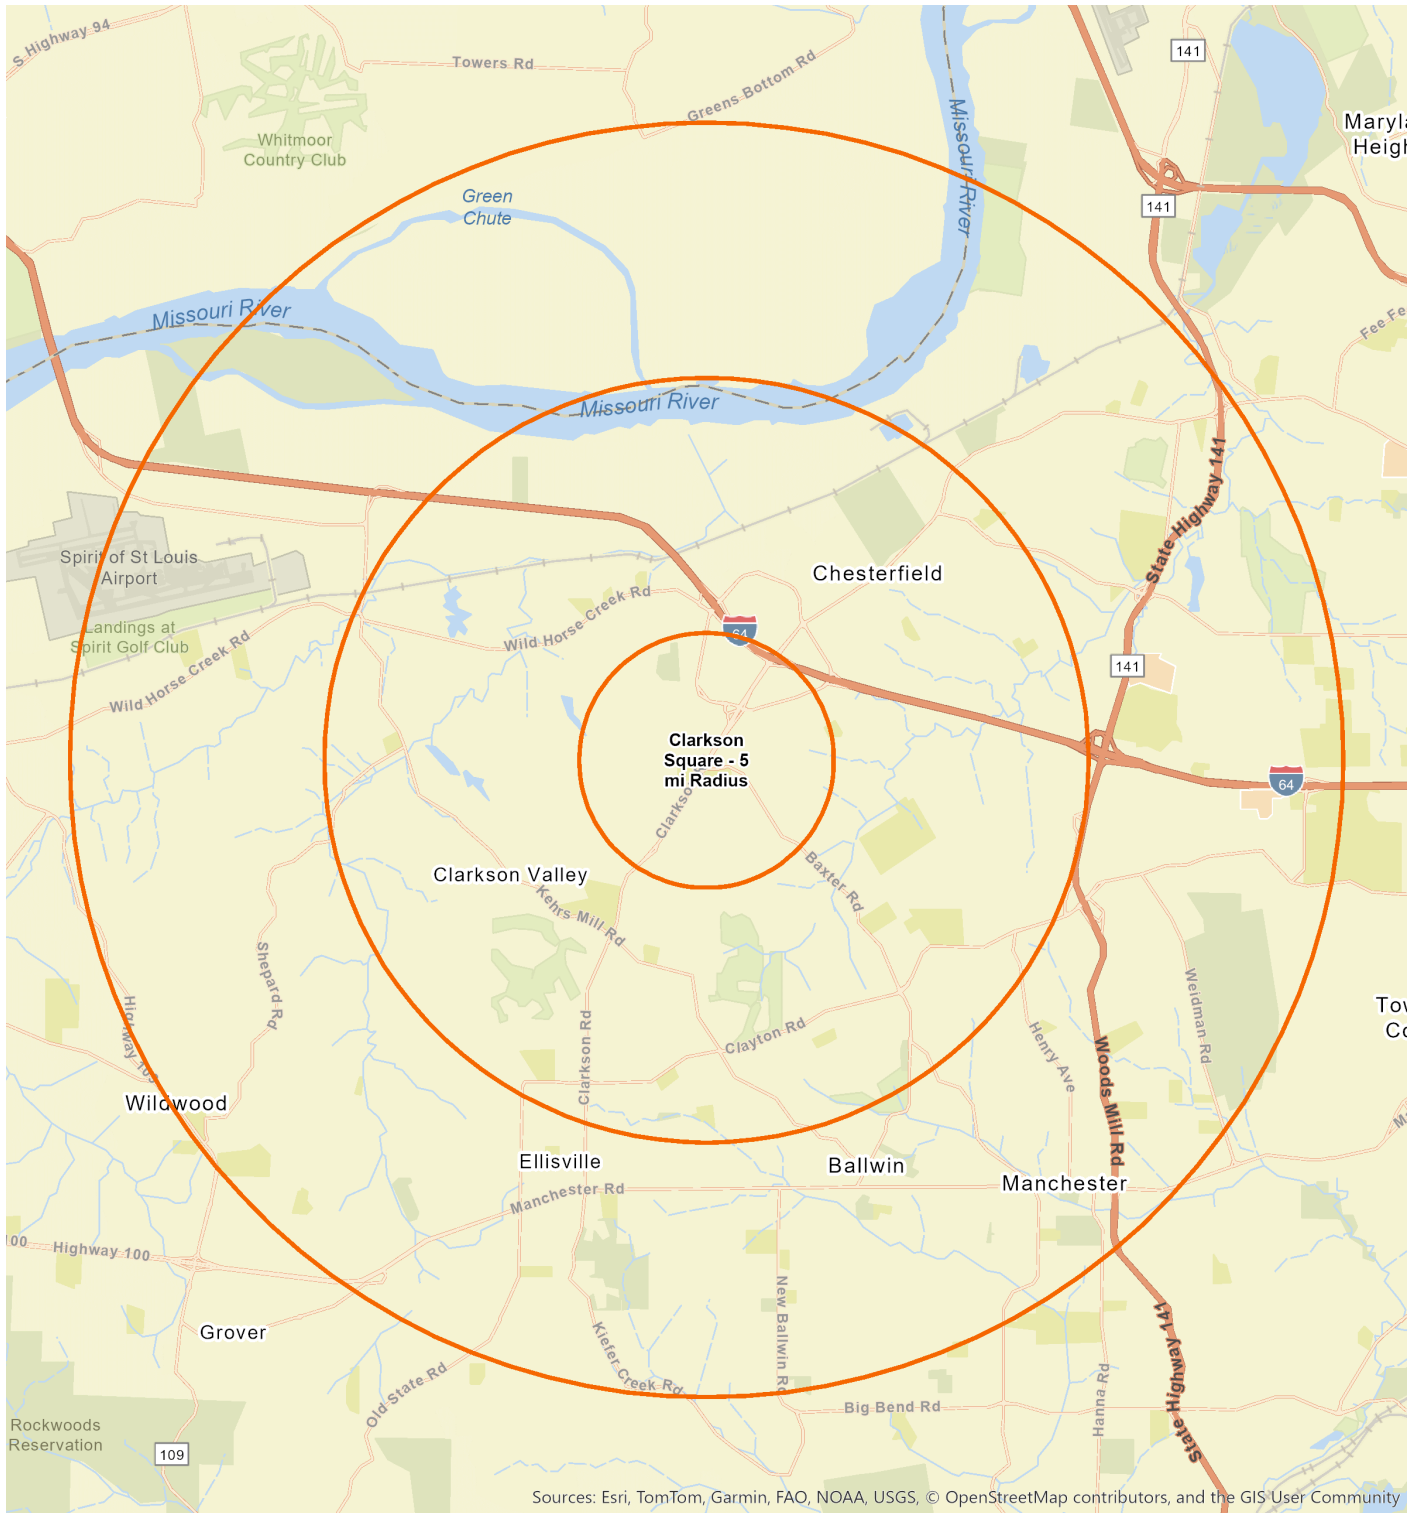 S Highway 94
Towers Rd
141
Greens Bottom Rd
Whitmoor
Country Club
Missouri River
Green
Chute
141
Missouri River
Missouri River
State Highway 141
Spirit of St Louis
Airport
Chesterfield
Wild Horse Creek Rd
Landings at
Spirit Golf Club
64
Wild Horse Creek Rd
141
Clarkson
Square - 5
mi Radius
64
Clarkson Valley
Baxter Rd
Kehrs Mill Rd
Shepard Rd
Weidman Rd
Highway 109
Clarkson Rd
Clayton Rd
Henry Ave
Woods Mill Rd
Wildwood
Ellisville
Ballwin
Manchester
Manchester Rd
100
Highway 100
New Ballwin Rd
Grover
Kiefer Creek Rd
Old State Rd
Big Bend Rd
Hanna Rd
State Highway 141
Rockwoods
Reservation
109
Sources: Esri, TomTom, Garmin, FAO, NOAA, USGS, © OpenStreetMap contributors, and the GIS User Community